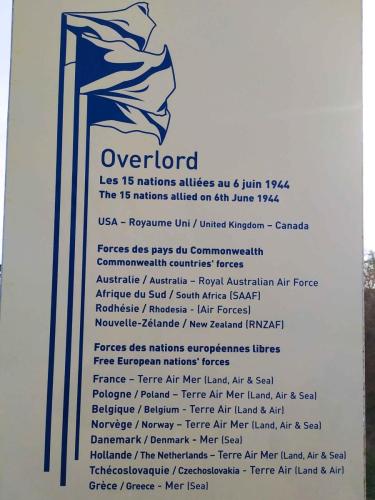 Overlord
Les 15 nations alliées au 6 juin 1944
The 15 nations allied on 6th June 1944
USA – Royaume Uni / United Kingdom – Canada
Forces des pays du Commonwealth
Commonwealth countries' forces
Australie / Australia – Royal Australian Air Force
Afrique du Sud / South Africa (SAAF)
Rodhésie / Rhodesia - (Air Forces)
Nouvelle-Zélande / New Zealand (RNZAF)
Forces des nations européennes libres
Free European nations' forces
France – Terre Air Mer (Land, Air & Sea)
Pologne / Poland – Terre Air Mer (Land, Air & Sea)
Belgique / Belgium - Terre Air (Land & Air)
Norvège / Norway – Terre Air Mer (Land, Air & Sea)
Danemark / Denmark - Mer (Sea)
Hollande / The Netherlands – Terre Air Mer (Land, Air & Sea)
Tchécoslovaquie / Czechoslovakia - Terre Air (Land & Air)
Grèce / Greece - Mer (Sea)